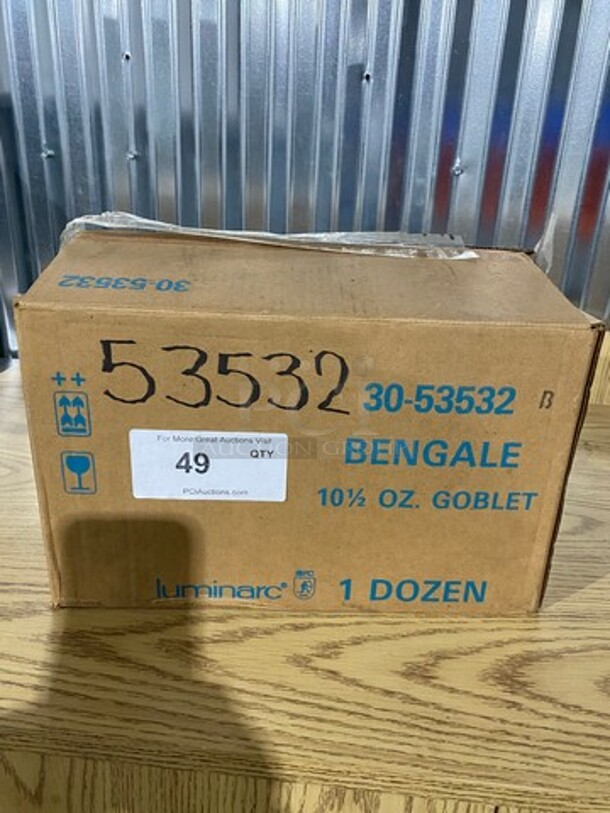 30-53532
53532
30-53532 B
BENGALE
10½ OZ. GOBLET
For More Great Auctions Visit
49 QTY
PCIAuctions.com
luminarc® 1 DOZEN